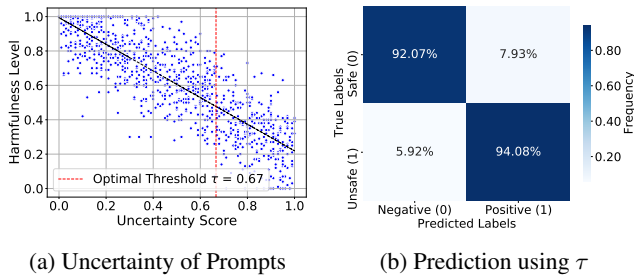 1.0
0.8
0.6
0.4
0.2
0.0
Harmfulness Level
Optimal Threshold τ = 0.67
0.0 0.2 0.4 0.6 0.8 1.0
Uncertainty Score
(a) Uncertainty of Prompts
True Labels
Safe (0)
Unsafe (1)
92.07% 7.93%
5.92% 94.08%
Negative (0) Positive (1)
Predicted Labels
0.80
0.60
0.40
0.20
Frequency
(b) Prediction using τ